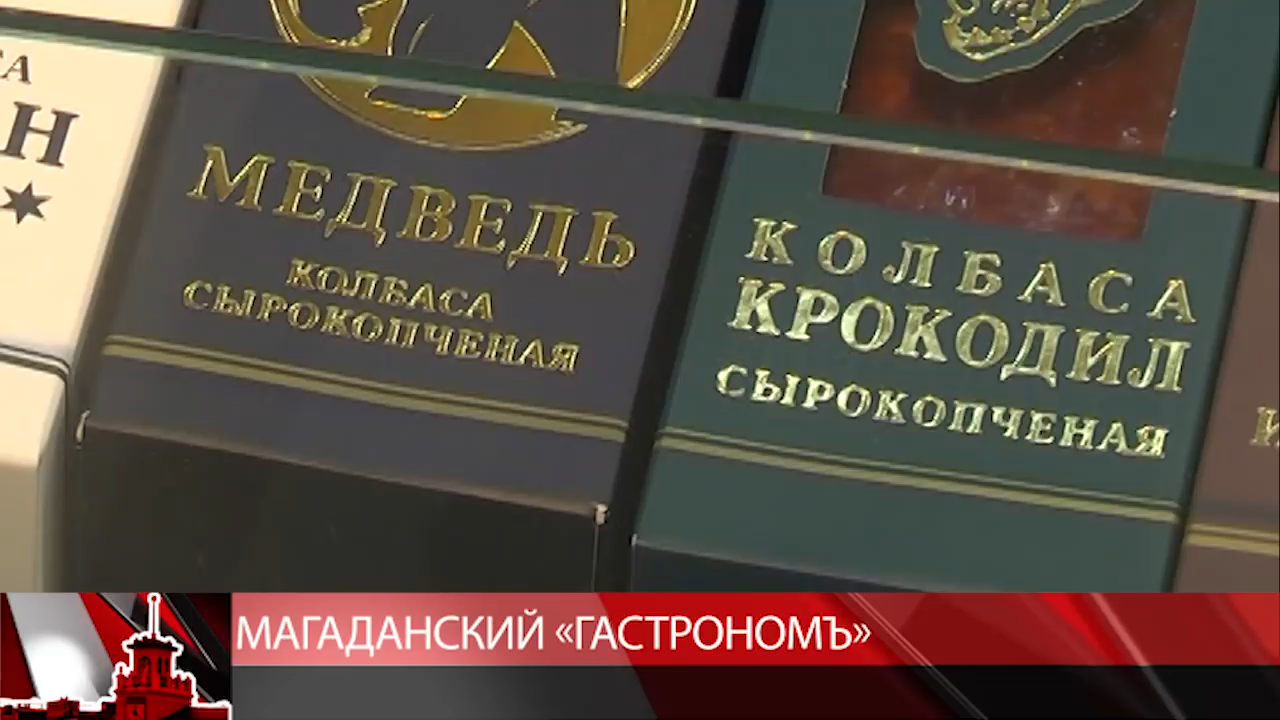 МЕДВЕДЬ
КОЛБАСА
СЫРОКОПЧЕНАЯ
КОЛБАСА
КРОКОДИЛ
СЫРОКОПЧЕНАЯ
МАГАДАНСКИЙ «ГАСТРОНОМЪ»